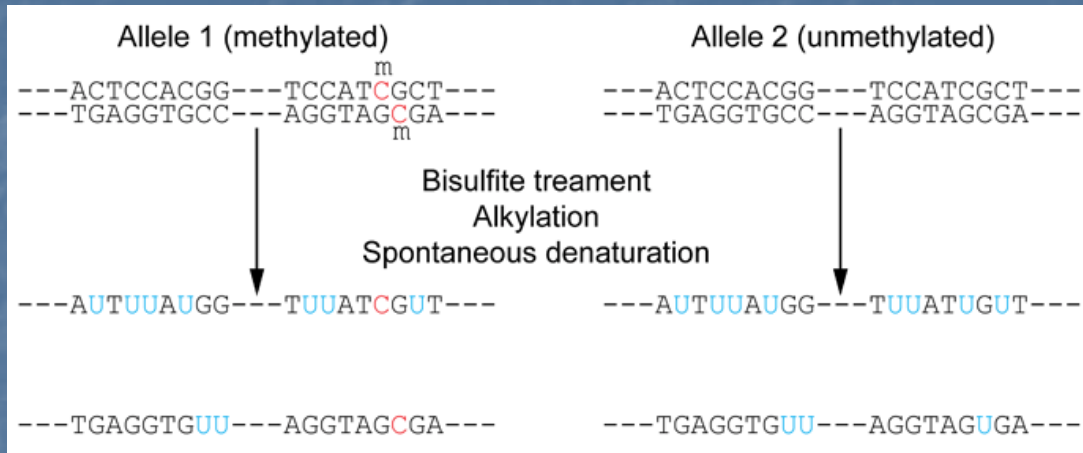 Allele 1 (methylated) Allele 2 (unmethylated)
m
---ACTCCACGG---TCCATCGCT--- ---ACTCCACGG---TCCATCGCT---
---TGAGGTGCC---AGGTAGCGA--- ---TGAGGTGCC---AGGTAGCGA---
m
Bisulfite treament
Alkylation
Spontaneous denaturation
---AUTUUAUGG---TUUATCGUT--- ---AUTUUAUGG---TUUATUGUT---
---TGAGGTGUU---AGGTAGCGA--- ---TGAGGTGUU---AGGTAGUGA---